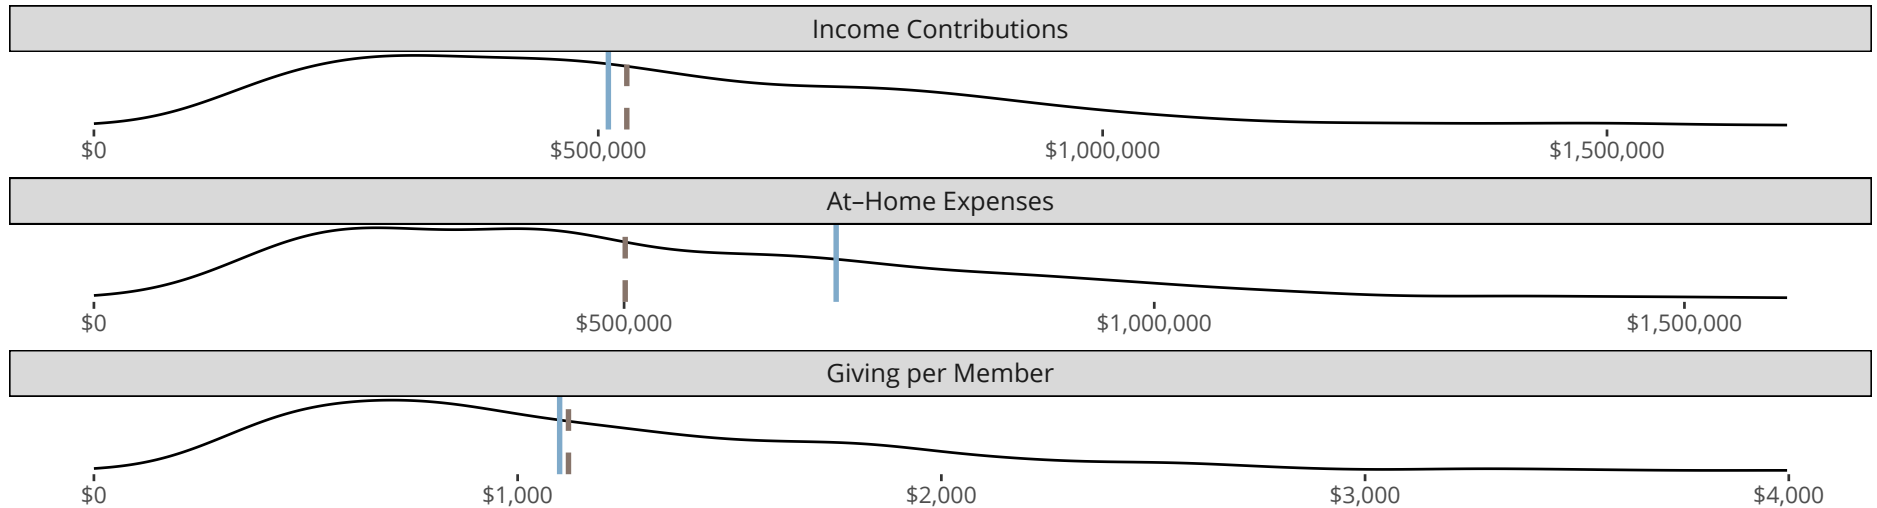 Income Contributions
$0 $500,000 $1,000,000 $1,500,000
At–Home Expenses
$0 $500,000 $1,000,000 $1,500,000
Giving per Member
$0 $1,000 $2,000 $3,000 $4,000